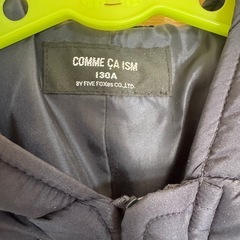 COMME ÇA ISM
130A
BY FIVE FOXES CO.,LTD.